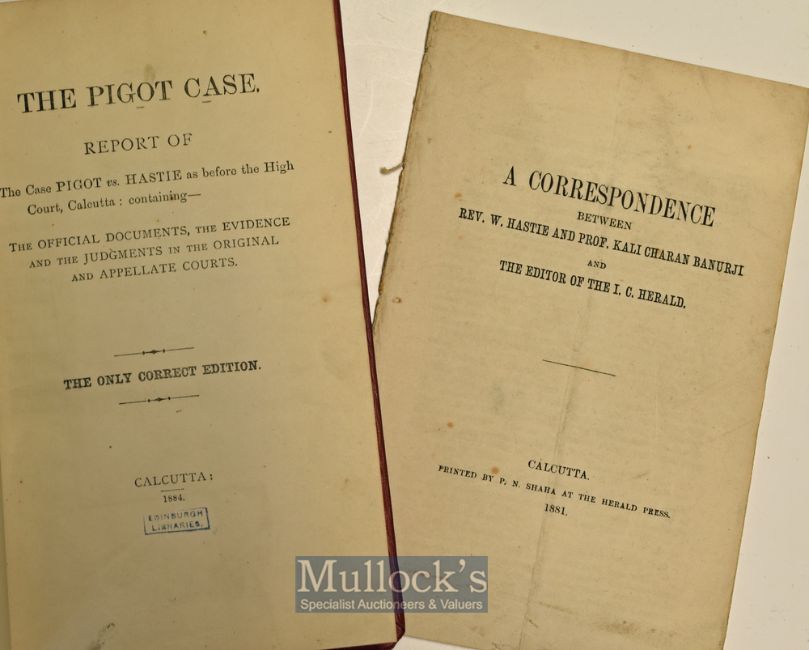 THE PIGOT CASE.
REPORT OF
The Case PIGOT vs. HASTIE as before the High
Court, Calcutta: containing—
THE OFFICIAL DOCUMENTS, THE EVIDENCE
AND THE JUDGMENTS IN THE ORIGINAL
AND APPELLATE COURTS.
THE ONLY CORRECT EDITION.
CALCUTTA:
1884.
EDINBURGH
LIBRARIES.
A CORRESPONDENCE
BETWEEN
REV. W. HASTIE AND PROF. KALI CHARAN BANURJI
AND
THE EDITOR OF THE I. C. HERALD.
CALCUTTA.
PRINTED BY P. N. SHAHA AT THE HERALD PRESS.
1881.
Mullock's
Specialist Auctioneers & Valuers